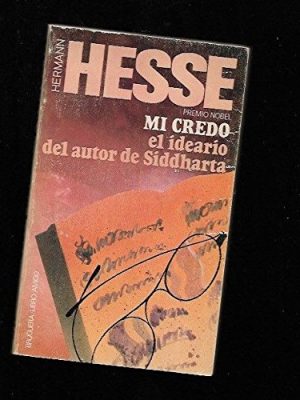 HERMANN
HESSE
PREMIO NOBEL
MI CREDO
el ideario
del autor de Siddharta
BRUGUERA-LIBRO AMIGO